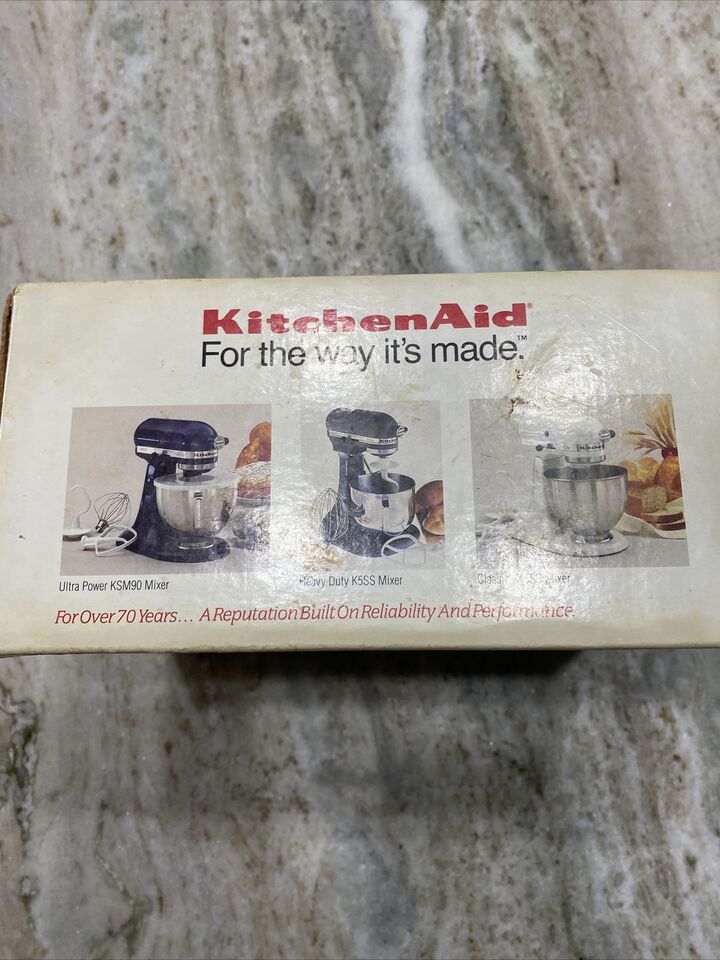 KitchenAid®
For the way it's made.™
Ultra Power KSM90 Mixer
Heavy Duty K5SS Mixer
Classic Mixer
For Over 70 Years... A Reputation Built On Reliability And Performance.